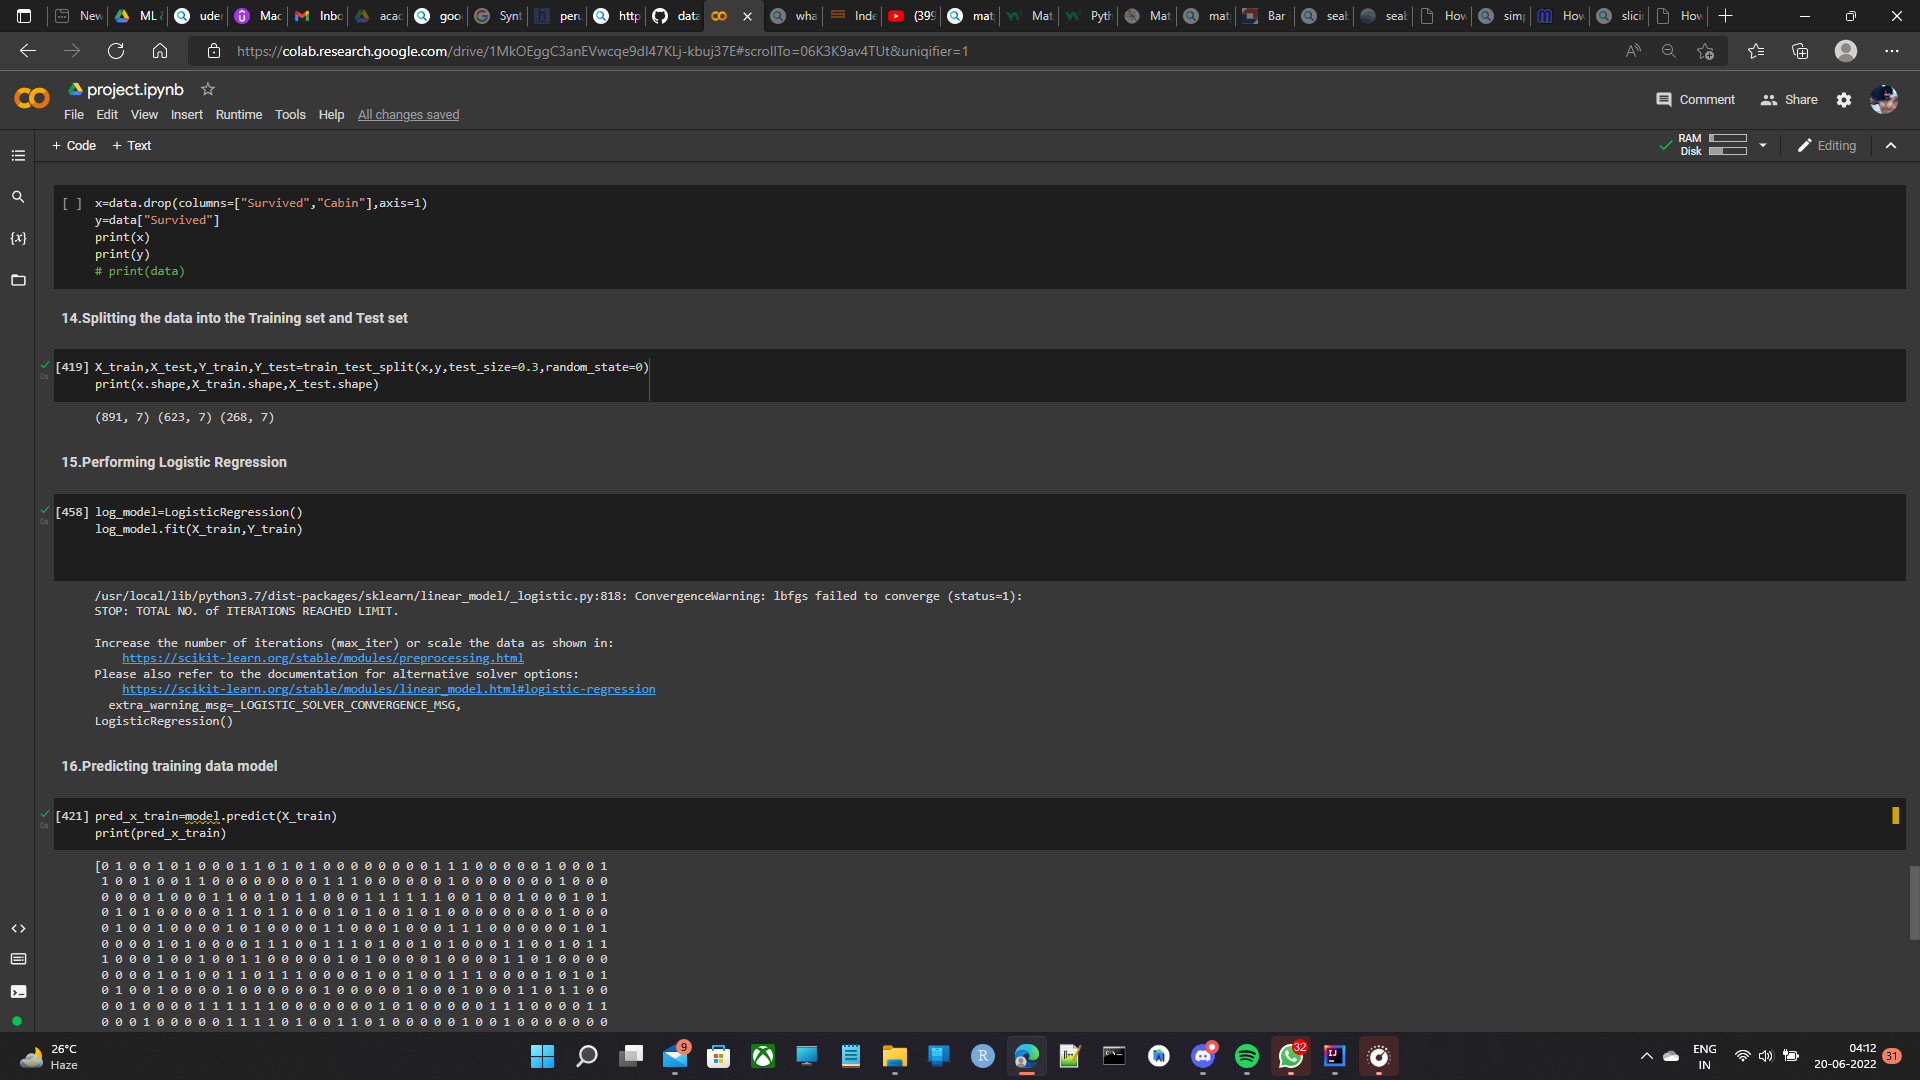 New
ML &
uder
Mac
Inbo
acac
goog
Synt
peru
http
data
wha
Inde
(399
mat
Mat
Pyth
Mat
mat
Bar
seab
seab
How
simp
How
slici
How
https://colab.research.google.com/drive/1MkOEggC3anEVwcqe9dI47KLj-kbuj37E#scrollTo=06K3K9av4TUt&uniqifier=1
project.ipynb
Comment
Share
File Edit View Insert Runtime Tools Help All changes saved
+ Code + Text
RAM
Disk
Editing
[ ] x=data.drop(columns=["Survived","Cabin"],axis=1)
y=data["Survived"]
print(x)
print(y)
# print(data)
14.Splitting the data into the Training set and Test set
[419] X_train,X_test,Y_train,Y_test=train_test_split(x,y,test_size=0.3,random_state=0)
0s
print(x.shape,X_train.shape,X_test.shape)
(891, 7) (623, 7) (268, 7)
15.Performing Logistic Regression
[458] log_model=LogisticRegression()
0s
log_model.fit(X_train,Y_train)
/usr/local/lib/python3.7/dist-packages/sklearn/linear_model/_logistic.py:818: ConvergenceWarning: lbfgs failed to converge (status=1):
STOP: TOTAL NO. of ITERATIONS REACHED LIMIT.
Increase the number of iterations (max_iter) or scale the data as shown in:
https://scikit-learn.org/stable/modules/preprocessing.html
Please also refer to the documentation for alternative solver options:
https://scikit-learn.org/stable/modules/linear_model.html#logistic-regression
extra_warning_msg=_LOGISTIC_SOLVER_CONVERGENCE_MSG,
LogisticRegression()
16.Predicting training data model
[421] pred_x_train=model.predict(X_train)
0s
print(pred_x_train)
[0 1 0 0 1 0 1 0 0 0 1 1 0 1 0 1 0 0 0 0 0 0 0 0 1 1 1 0 0 0 0 0 1 0 0 0 1
1 0 0 1 0 0 1 1 0 0 0 0 0 0 0 0 1 1 1 0 0 0 0 0 0 1 0 0 0 0 0 0 0 1 0 0 0
0 0 0 0 1 0 0 0 1 1 0 0 1 0 1 1 0 0 0 1 1 1 1 1 1 0 0 1 0 0 1 0 0 0 1 0 1
0 1 0 1 0 0 0 0 0 1 1 0 1 1 0 0 0 1 0 1 0 0 1 0 1 0 0 0 0 0 0 0 0 1 0 0 0
0 1 0 0 1 0 0 0 0 1 0 1 0 0 0 0 1 1 0 0 0 1 0 0 0 1 1 1 0 0 0 0 0 0 1 0 1
0 0 0 0 1 0 1 0 0 0 0 1 1 1 0 0 1 1 1 0 1 0 0 1 0 1 0 0 0 1 1 0 0 1 0 1 1
1 0 0 0 1 0 0 1 0 0 1 1 0 0 0 0 0 1 0 1 0 0 0 0 1 0 0 0 0 1 1 0 1 0 0 0 0
0 0 0 0 1 0 1 0 0 1 1 0 1 1 1 0 0 0 0 1 0 0 1 0 0 1 1 1 0 0 0 0 1 0 1 0 1
0 1 0 0 1 0 0 0 0 1 0 0 0 0 0 0 1 0 0 0 0 0 1 0 0 0 1 0 0 0 1 1 0 1 1 0 0
0 0 1 0 0 0 0 1 1 1 1 1 1 0 0 0 0 0 0 0 1 0 1 0 0 0 0 0 1 1 1 0 0 0 0 1 1
0 0 0 1 0 0 0 0 0 1 1 1 1 0 1 0 0 1 1 0 1 0 0 0 0 0 1 0 0 1 0 0 0 0 0 0 0
26°C
Haze
9
32
ENG
IN
04:12
20-06-2022
31